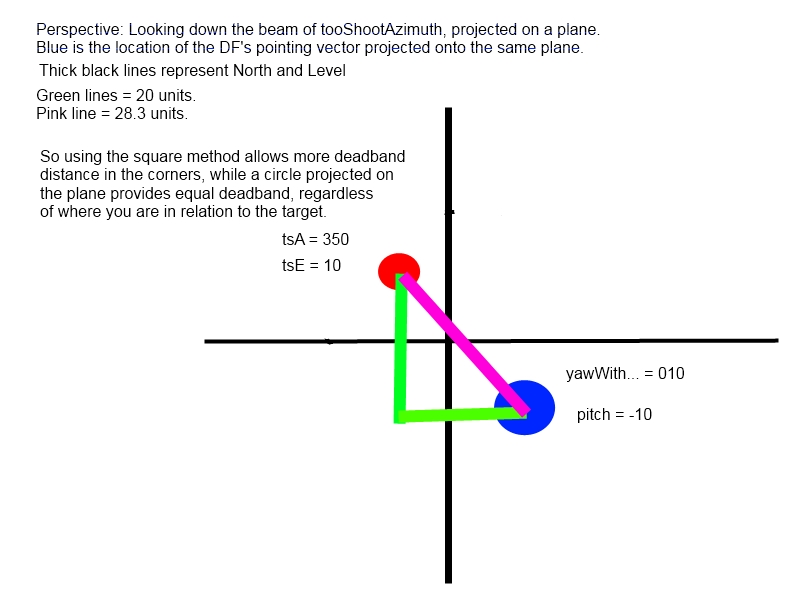 Perspective: Looking down the beam of tooShootAzimuth, projected on a plane.
Blue is the location of the DF's pointing vector projected onto the same plane.
Thick black lines represent North and Level
Green lines = 20 units.
Pink line = 28.3 units.
So using the square method allows more deadband
distance in the corners, while a circle projected on
the plane provides equal deadband, regardless
of where you are in relation to the target.
tsA = 350
tsE = 10
yawWith... = 010
pitch = -10